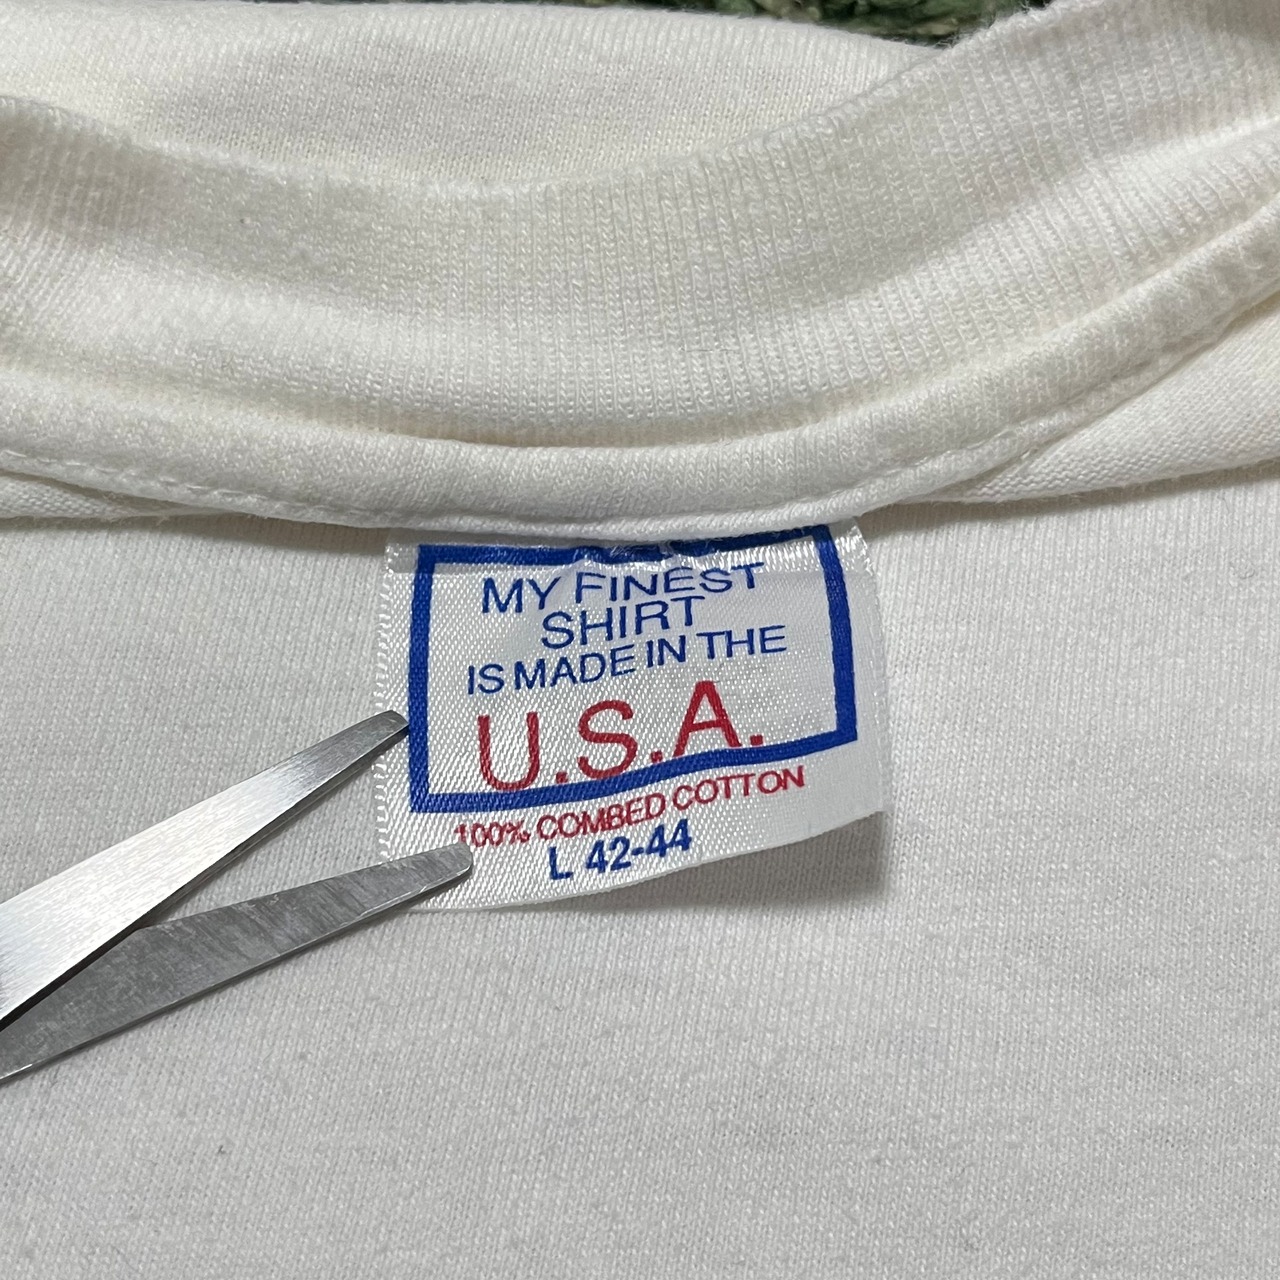 MY FINEST
SHIRT
IS MADE IN THE
U.S.A.
100% COMBED COTTON
L 42-44